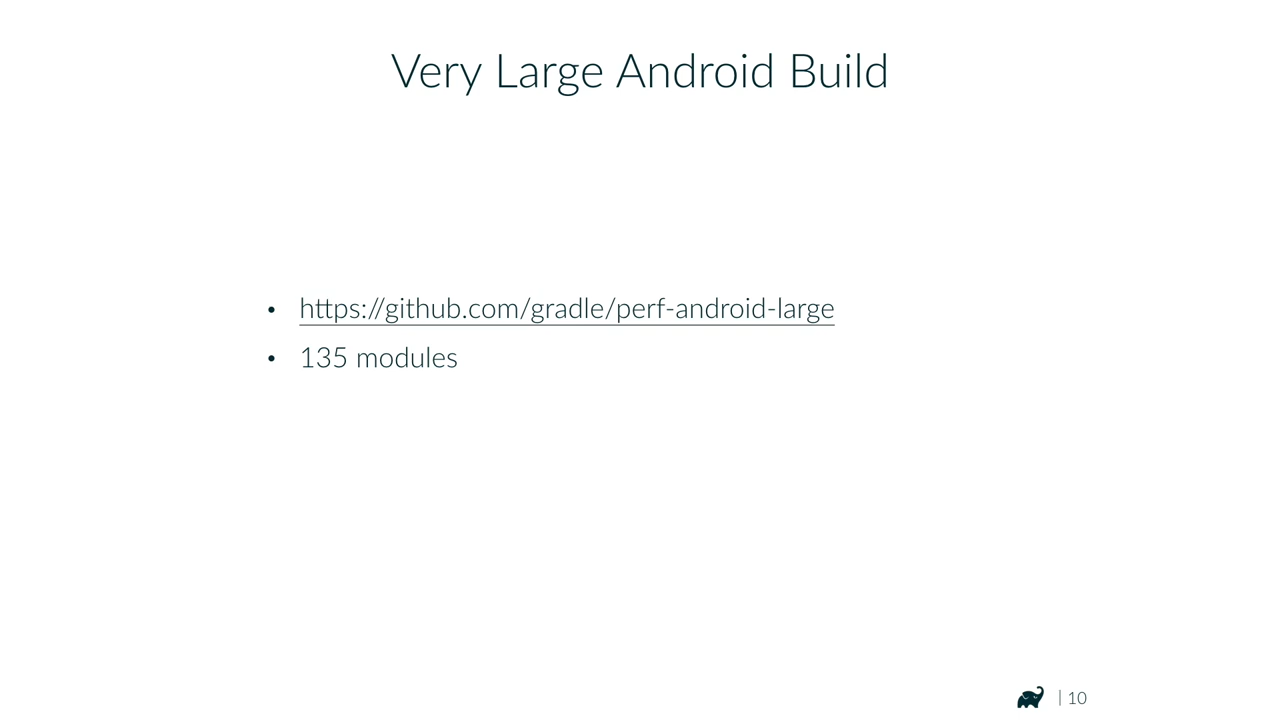 Very Large Android Build
• https://github.com/gradle/perf-android-large
• 135 modules
| 10